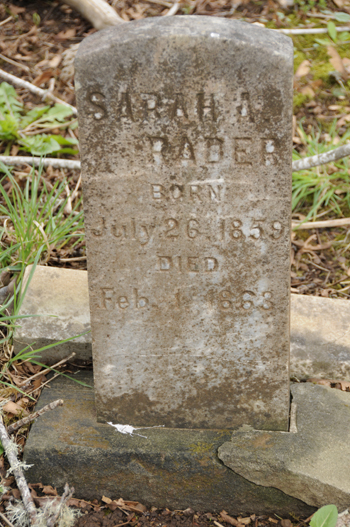 SARAH A
RADER
BORN
July 26, 1859
DIED
Feb. 1, 1863